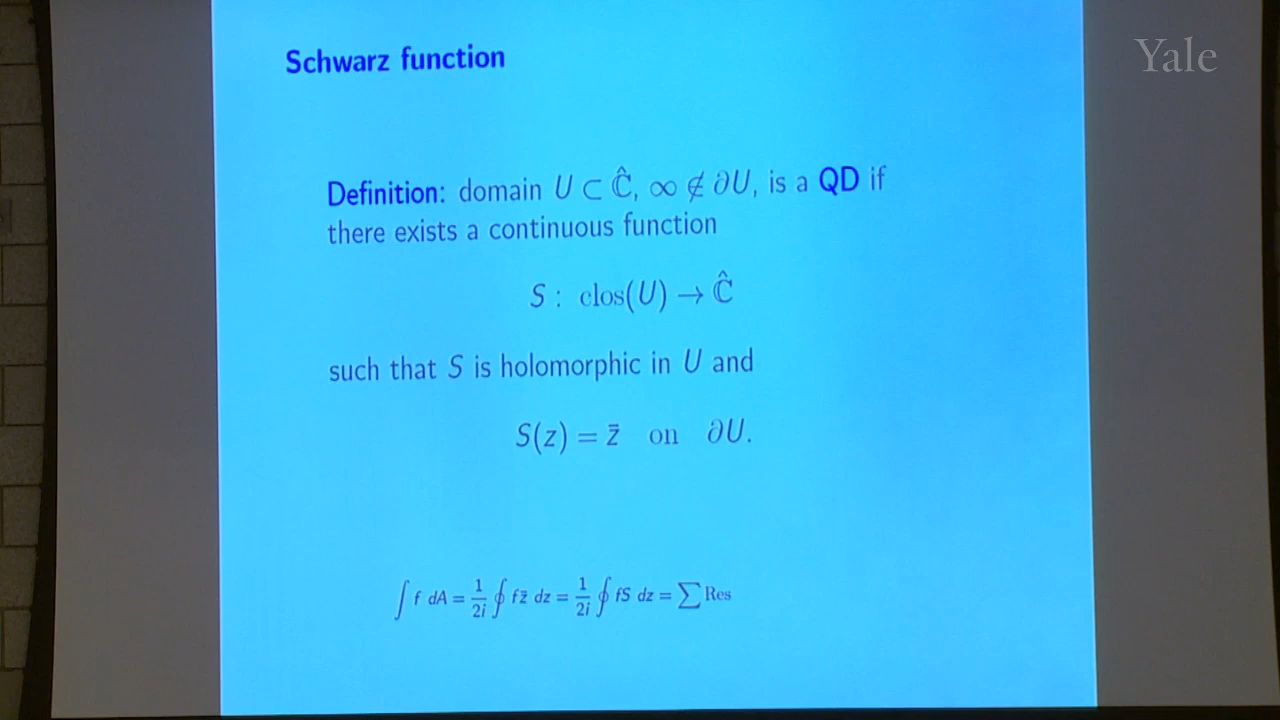 Yale
Schwarz function
Definition: domain U ⊂ Ĉ, ∞ ∉ ∂U, is a QD if
there exists a continuous function
S : clos(U) → Ĉ
such that S is holomorphic in U and
S(z) = z̄ on ∂U.
∫ f dA = 1/2i ∮ f z̄ dz = 1/2i ∮ fS dz = ∑ Res